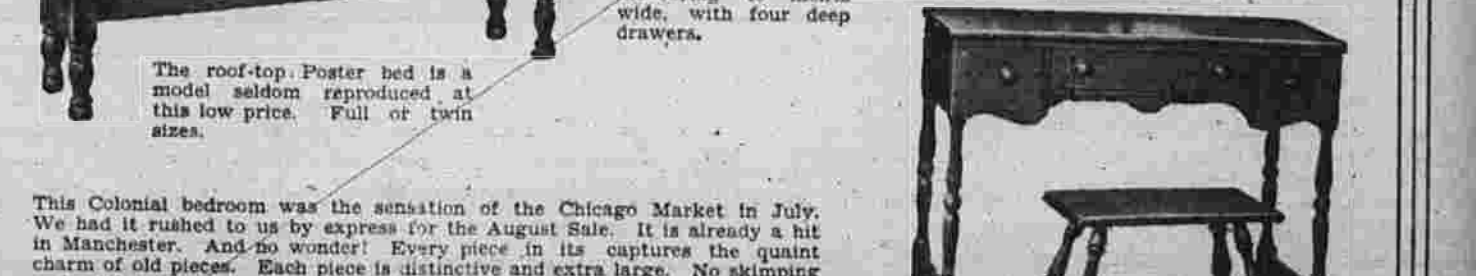 wide, with four deep
drawers.
The roof-top Poster bed is a
model seldom reproduced at
this low price. Full or twin
sizes.
This Colonial bedroom was the sensation of the Chicago Market in July.
We had it rushed to us by express for the August Sale. It is already a hit
in Manchester. And no wonder! Every piece in its captures the quaint
charm of old pieces. Each piece is distinctive and extra large. No skimping